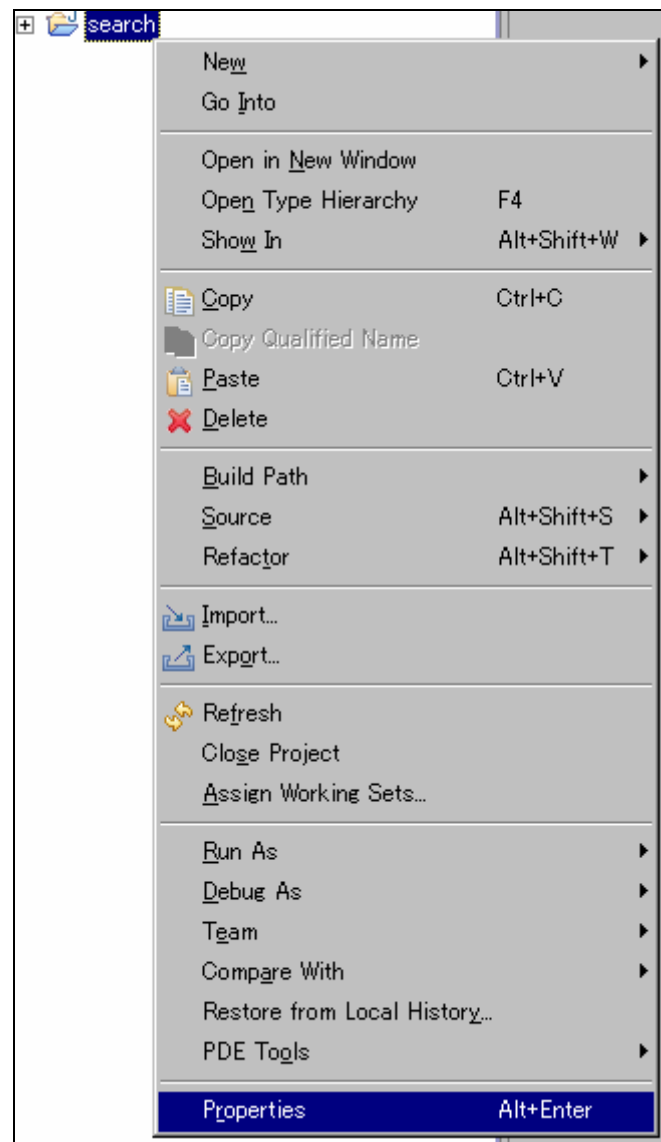 search
New
Go Into
Open in New Window
Open Type Hierarchy F4
Show In Alt+Shift+W
Copy Ctrl+C
Copy Qualified Name
Paste Ctrl+V
Delete
Build Path
Source Alt+Shift+S
Refactor Alt+Shift+T
Import...
Export...
Refresh
Close Project
Assign Working Sets...
Run As
Debug As
Team
Compare With
Restore from Local History...
PDE Tools
Properties Alt+Enter